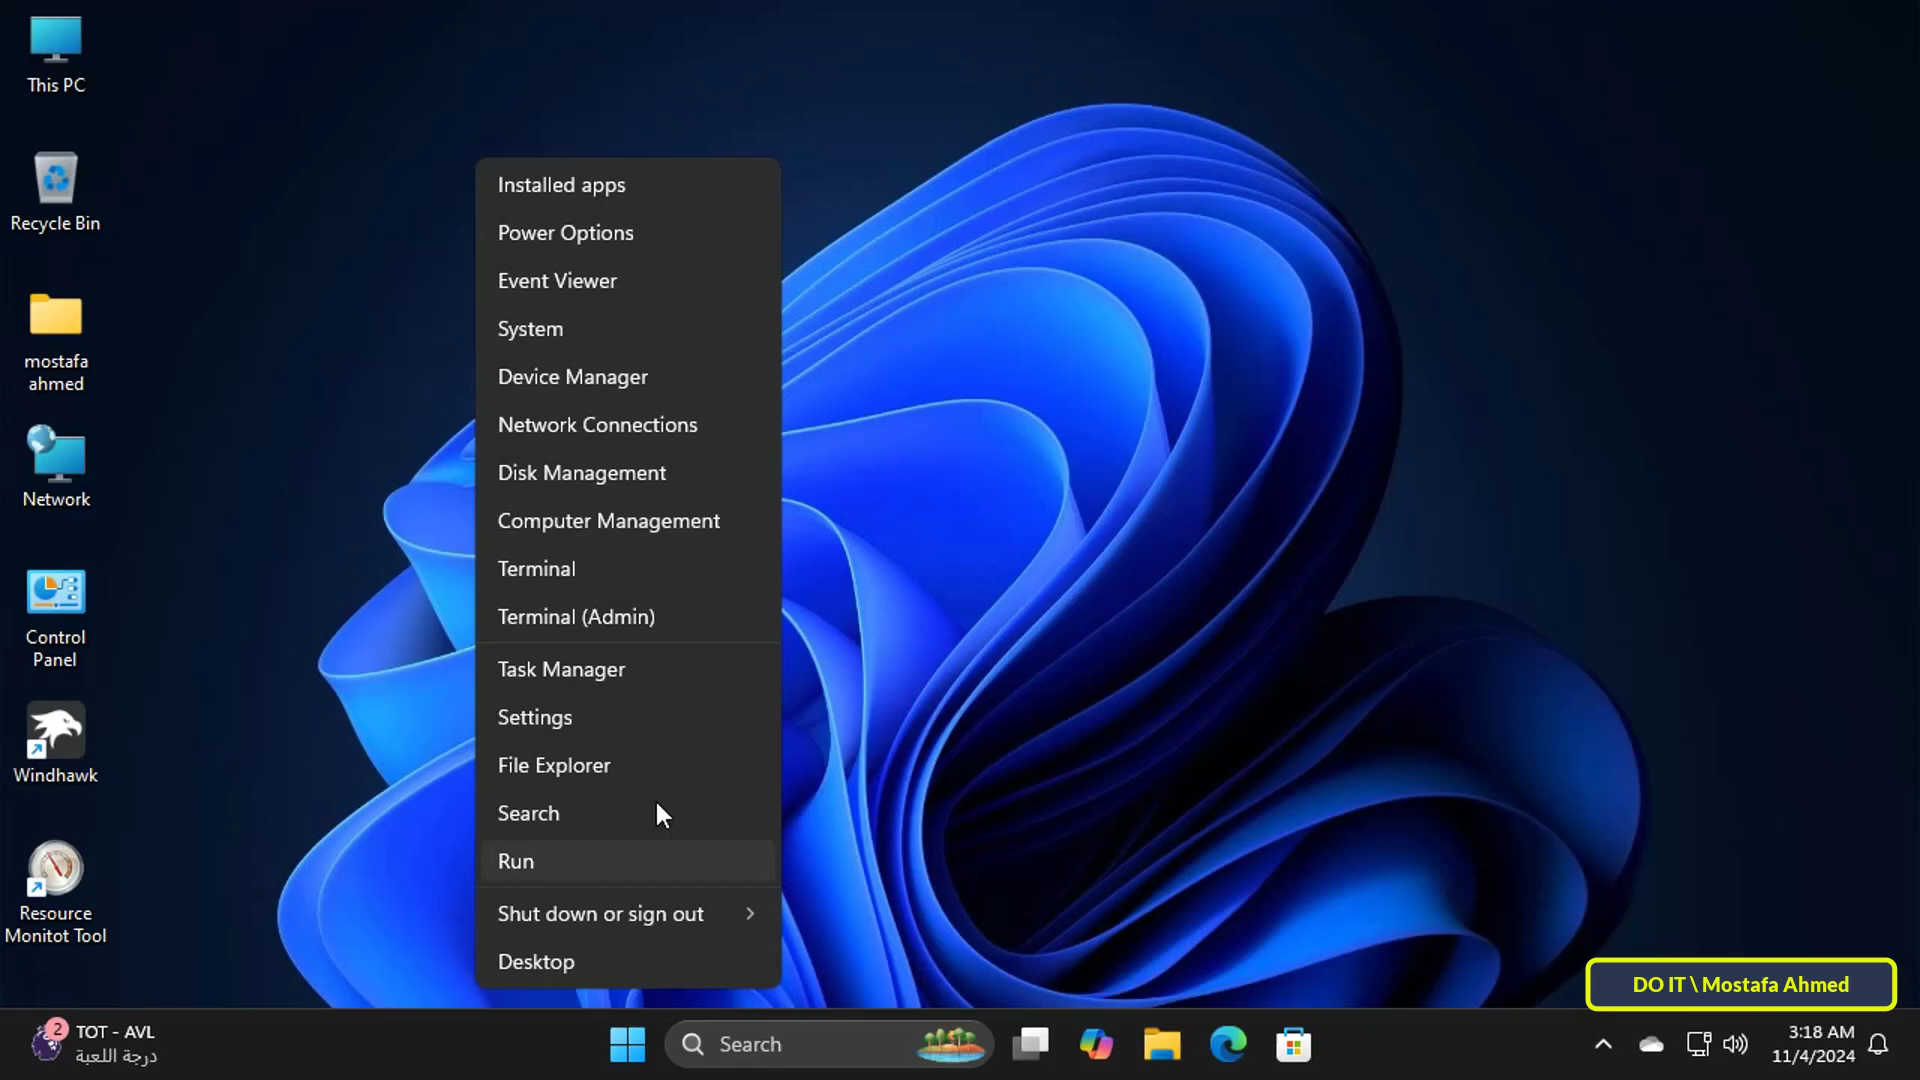 This PC
Recycle Bin
mostafa
ahmed
Network
Control
Panel
Windhawk
Resource
Monitot Tool
Installed apps
Power Options
Event Viewer
System
Device Manager
Network Connections
Disk Management
Computer Management
Terminal
Terminal (Admin)
Task Manager
Settings
File Explorer
Search
Run
Shut down or sign out
Desktop
DO IT \ Mostafa Ahmed
2
TOT - AVL
درجة اللعبة
Search
3:18 AM
11/4/2024